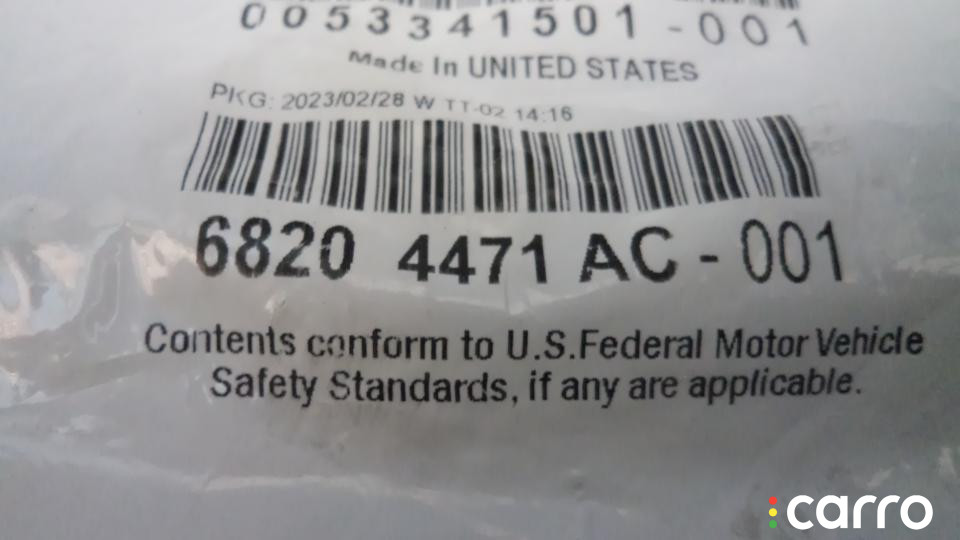 0053341501-001
Made In UNITED STATES
PKG: 2023/02/28 W TT-02 14:16
6820 4471 AC - 001
Contents conform to U.S.Federal Motor Vehicle
Safety Standards, if any are applicable.
carro